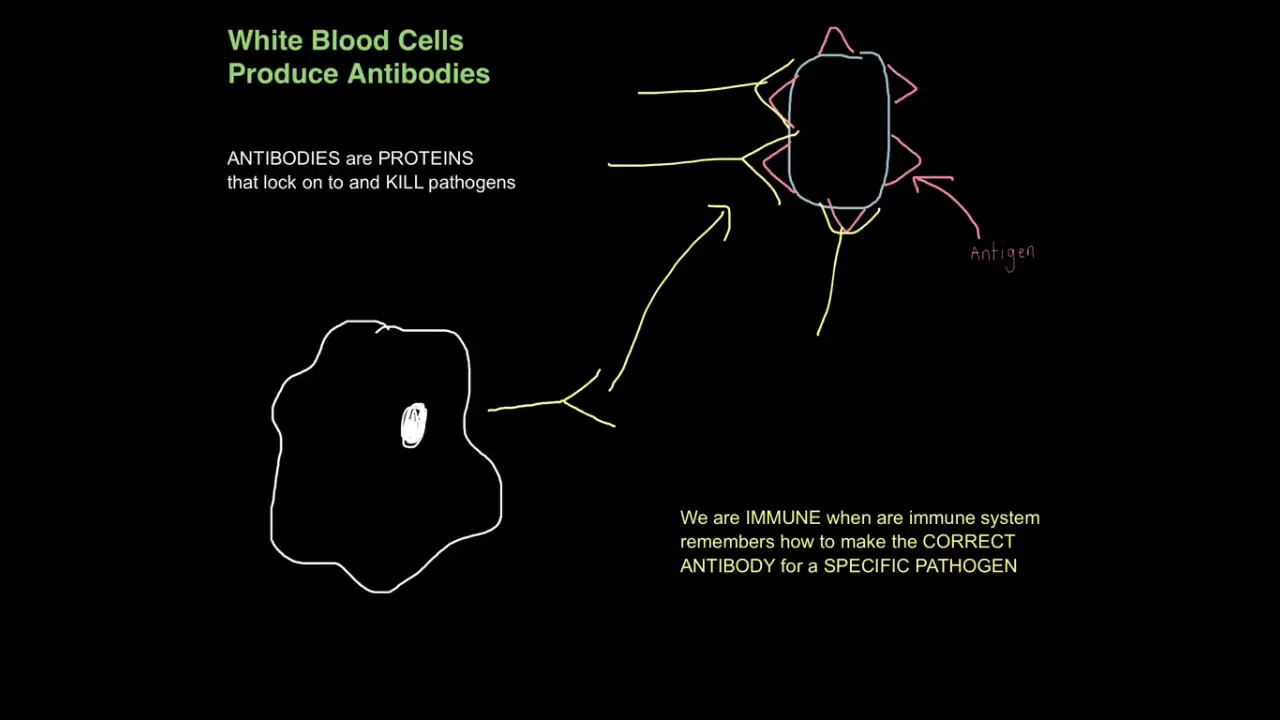 White Blood Cells
Produce Antibodies
ANTIBODIES are PROTEINS
that lock on to and KILL pathogens
Antigen
We are IMMUNE when are immune system
remembers how to make the CORRECT
ANTIBODY for a SPECIFIC PATHOGEN